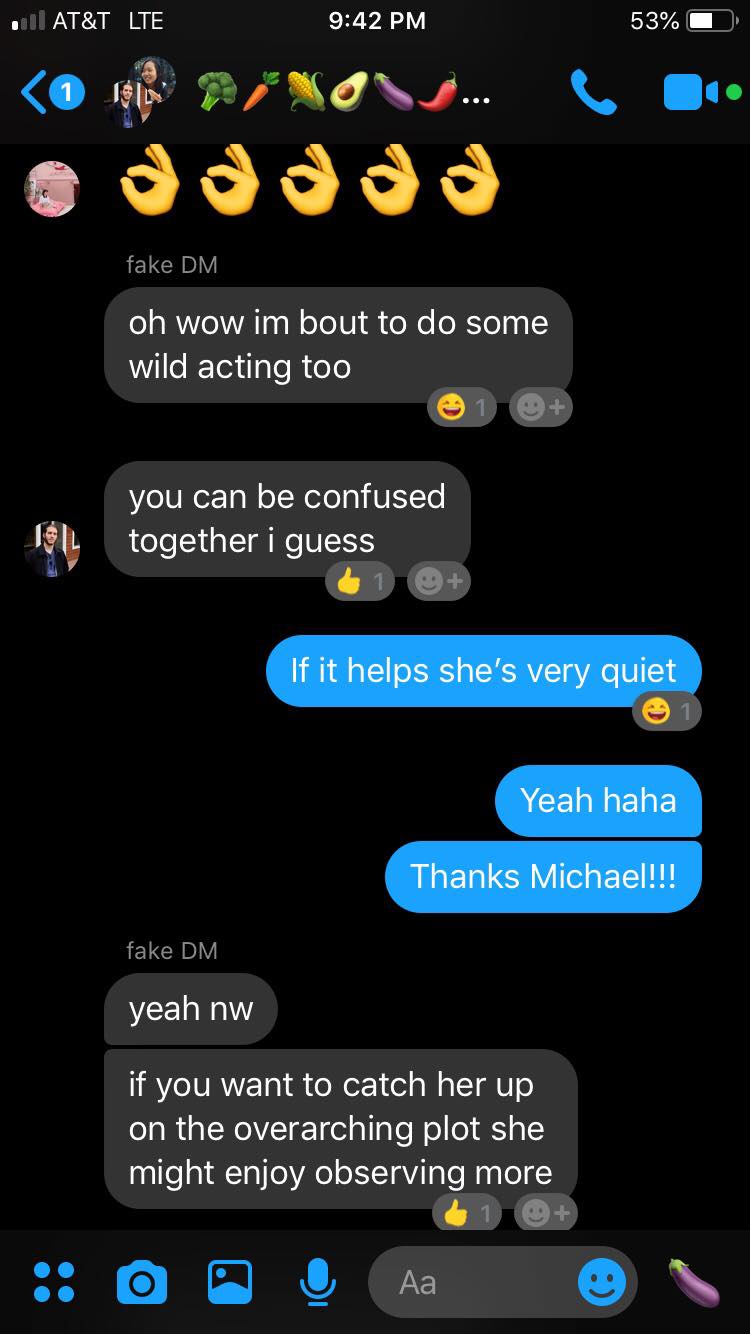 AT&T LTE 9:42 PM 53%
1 🥦🥕🌽🥑🍆🌶️...
👌👌👌👌👌
fake DM
oh wow im bout to do some
wild acting too
😄 1
you can be confused
together i guess
👍 1
If it helps she’s very quiet
😄 1
Yeah haha
Thanks Michael!!!
fake DM
yeah nw
if you want to catch her up
on the overarching plot she
might enjoy observing more
👍 1
Aa